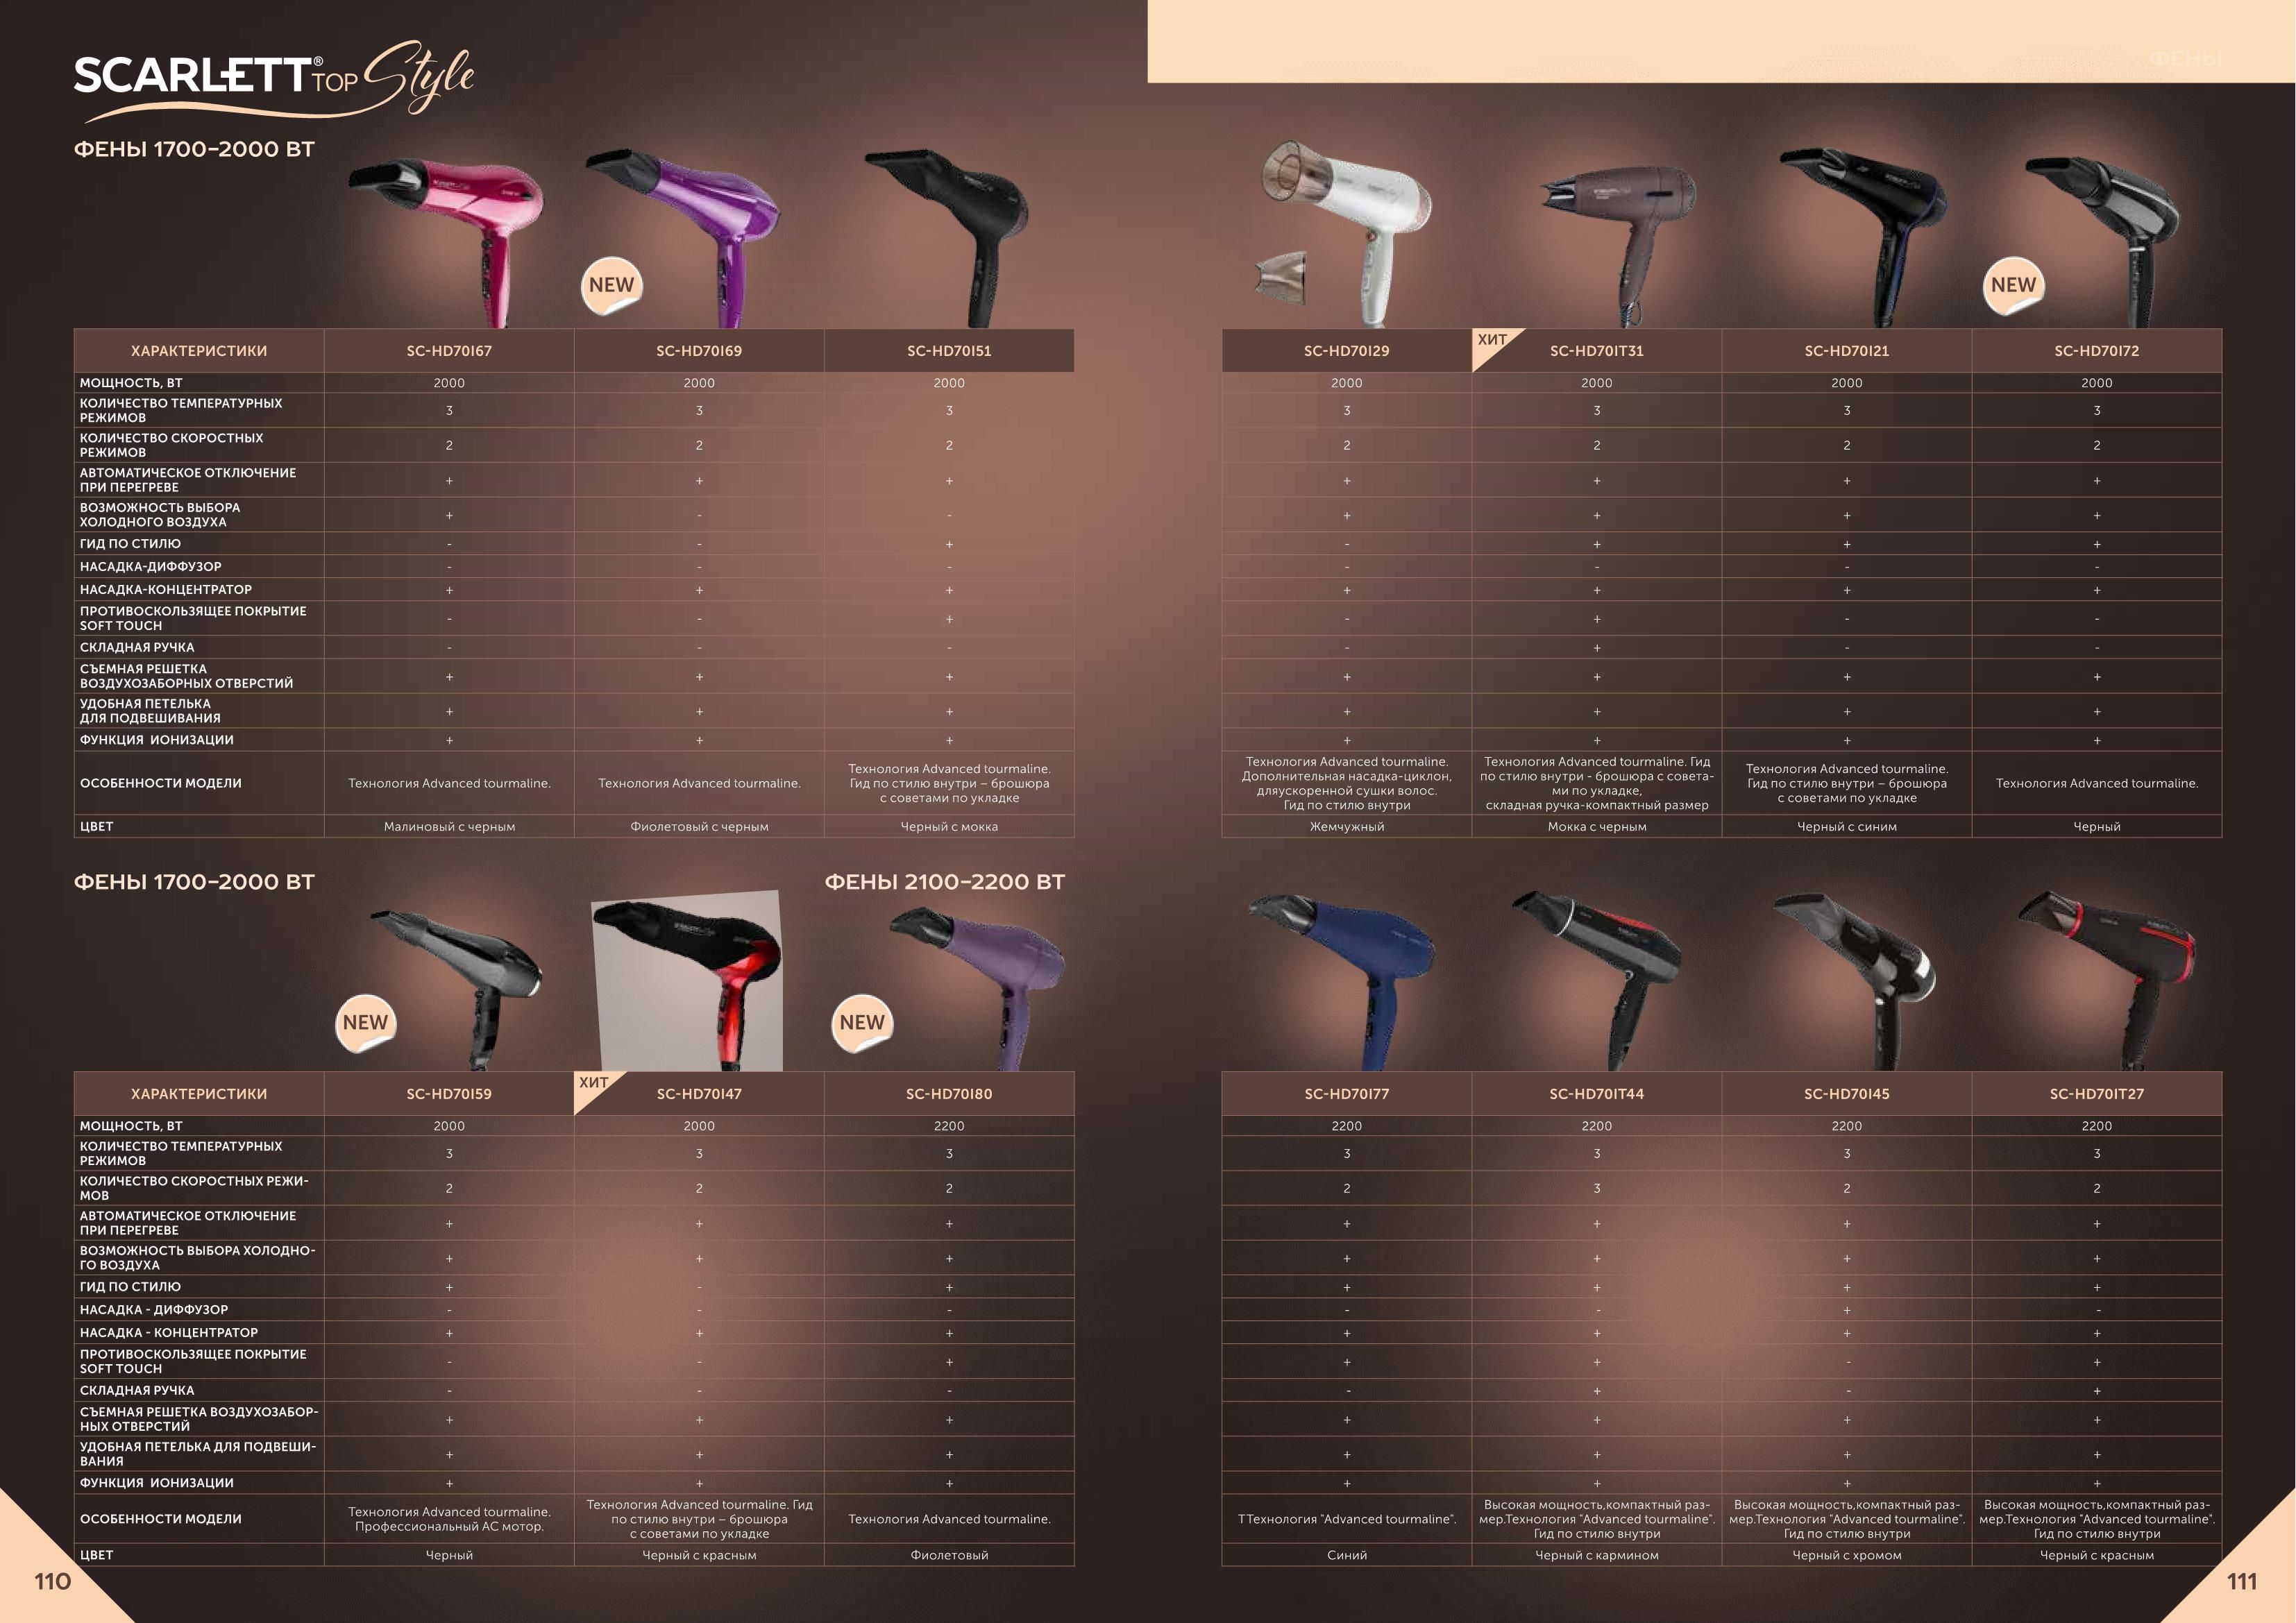 SCARLETT® TOP Style
ФЕНЫ
ФЕНЫ 1700–2000 ВТ
NEW
NEW
ХАРАКТЕРИСТИКИ SC-HD70I67 SC-HD70I69 SC-HD70I51
МОЩНОСТЬ, ВТ 2000 2000 2000
КОЛИЧЕСТВО ТЕМПЕРАТУРНЫХ
РЕЖИМОВ 3 3 3
КОЛИЧЕСТВО СКОРОСТНЫХ
РЕЖИМОВ 2 2 2
АВТОМАТИЧЕСКОЕ ОТКЛЮЧЕНИЕ
ПРИ ПЕРЕГРЕВЕ + + +
ВОЗМОЖНОСТЬ ВЫБОРА
ХОЛОДНОГО ВОЗДУХА + - -
ГИД ПО СТИЛЮ - - +
НАСАДКА-ДИФФУЗОР - - -
НАСАДКА-КОНЦЕНТРАТОР + + +
ПРОТИВОСКОЛЬЗЯЩЕЕ ПОКРЫТИЕ
SOFT TOUCH - - +
СКЛАДНАЯ РУЧКА - - -
СЪЕМНАЯ РЕШЕТКА
ВОЗДУХОЗАБОРНЫХ ОТВЕРСТИЙ + + +
УДОБНАЯ ПЕТЕЛЬКА
ДЛЯ ПОДВЕШИВАНИЯ + + +
ФУНКЦИЯ ИОНИЗАЦИИ + + +
ОСОБЕННОСТИ МОДЕЛИ
Технология Advanced tourmaline.
Технология Advanced tourmaline.
Технология Advanced tourmaline.
Гид по стилю внутри – брошюра
с советами по укладке
ЦВЕТ Малиновый с черным Фиолетовый с черным Черный с мокка
SC-HD70I29 ХИТ SC-HD70IT31 SC-HD70I21 SC-HD70I72
2000 2000 2000 2000
3 3 3 3
2 2 2 2
+ + + +
+ + + +
- + + +
- - - -
+ + + +
- + - -
- + - -
+ + + +
+ + + +
+ + + +
Технология Advanced tourmaline.
Дополнительная насадка-циклон,
дляускоренной сушки волос.
Гид по стилю внутри
Технология Advanced tourmaline. Гид
по стилю внутри - брошюра с совета-
ми по укладке,
складная ручка-компактный размер
Технология Advanced tourmaline.
Гид по стилю внутри – брошюра
с советами по укладке
Технология Advanced tourmaline.
Жемчужный Мокка с черным Черный с синим Черный
ФЕНЫ 1700–2000 ВТ
ФЕНЫ 2100–2200 ВТ
NEW
NEW
ХАРАКТЕРИСТИКИ SC-HD70I59 ХИТ SC-HD70I47 SC-HD70I80
МОЩНОСТЬ, ВТ 2000 2000 2200
КОЛИЧЕСТВО ТЕМПЕРАТУРНЫХ
РЕЖИМОВ 3 3 3
КОЛИЧЕСТВО СКОРОСТНЫХ РЕЖИ-
МОВ 2 2 2
АВТОМАТИЧЕСКОЕ ОТКЛЮЧЕНИЕ
ПРИ ПЕРЕГРЕВЕ + + +
ВОЗМОЖНОСТЬ ВЫБОРА ХОЛОДНО-
ГО ВОЗДУХА + + +
ГИД ПО СТИЛЮ + - +
НАСАДКА - ДИФФУЗОР - - -
НАСАДКА - КОНЦЕНТРАТОР + + +
ПРОТИВОСКОЛЬЗЯЩЕЕ ПОКРЫТИЕ
SOFT TOUCH - - +
СКЛАДНАЯ РУЧКА - - -
СЪЕМНАЯ РЕШЕТКА ВОЗДУХОЗАБОР-
НЫХ ОТВЕРСТИЙ + + +
УДОБНАЯ ПЕТЕЛЬКА ДЛЯ ПОДВЕШИ-
ВАНИЯ + + +
ФУНКЦИЯ ИОНИЗАЦИИ + + +
ОСОБЕННОСТИ МОДЕЛИ
Технология Advanced tourmaline.
Профессиональный AC мотор.
Технология Advanced tourmaline. Гид
по стилю внутри – брошюра
с советами по укладке
Технология Advanced tourmaline.
ЦВЕТ Черный Черный с красным Фиолетовый
SC-HD70I77 SC-HD70IT44 SC-HD70I45 SC-HD70IT27
2200 2200 2200 2200
3 3 3 3
2 3 2 2
+ + + +
+ + + +
+ + + +
- - + -
+ + + +
+ + - +
- + - +
+ + + +
+ + + +
+ + + +
ТТехнология "Advanced tourmaline".
Высокая мощность,компактный раз-
мер.Технология "Advanced tourmaline".
Гид по стилю внутри
Высокая мощность,компактный раз-
мер.Технология "Advanced tourmaline".
Гид по стилю внутри
Высокая мощность,компактный раз-
мер.Технология "Advanced tourmaline".
Гид по стилю внутри
Синий Черный с кармином Черный с хромом Черный с красным
110
111